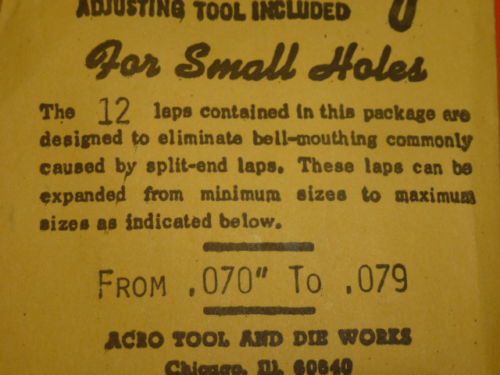 ADJUSTING TOOL INCLUDED
For Small Holes
The 12 laps contained in this package are
designed to eliminate bell-mouthing commonly
caused by split-end laps. These laps can be
expanded from minimum sizes to maximum
sizes as indicated below.
FROM .070" TO .079
ACRO TOOL AND DIE WORKS
Chicago, Ill. 60640